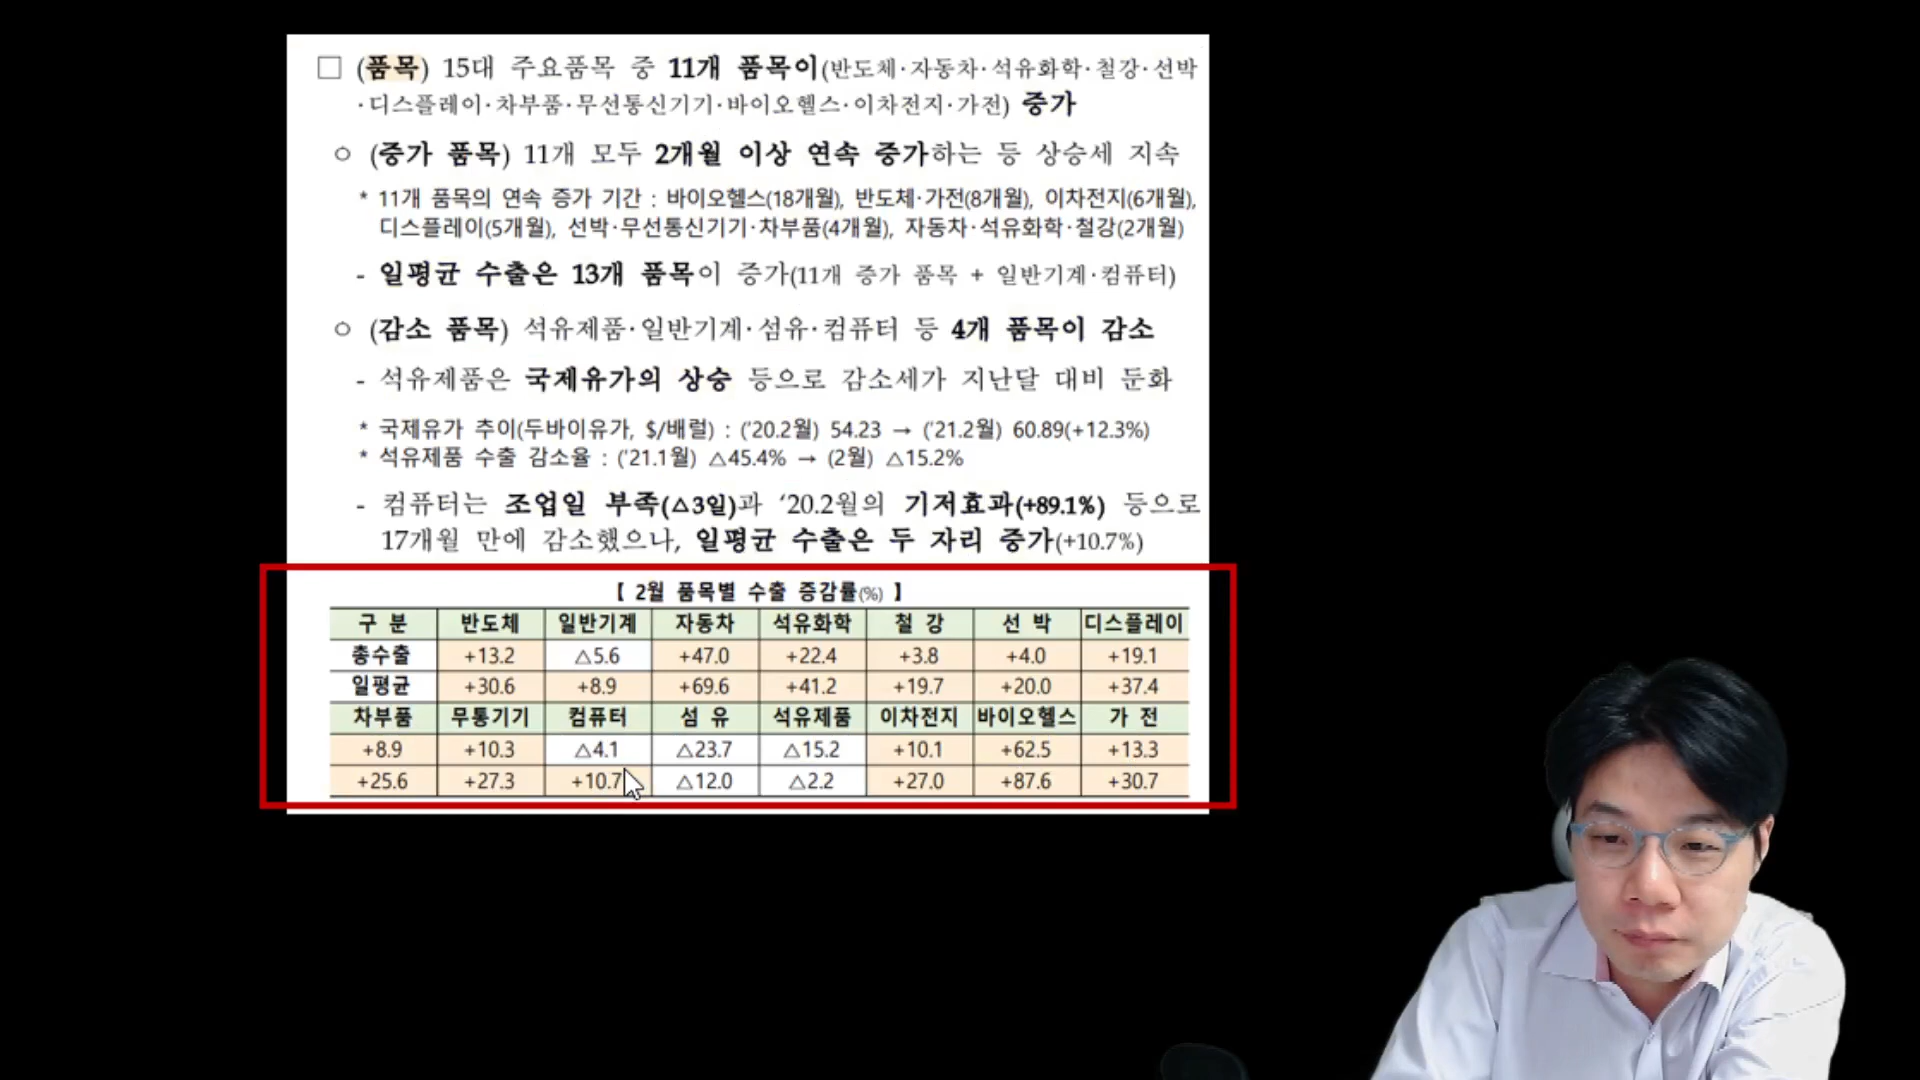 □ (품목) 15대 주요품목 중 11개 품목이(반도체·자동차·석유화학·철강·선박
·디스플레이·차부품·무선통신기기·바이오헬스·이차전지·가전) 증가
○ (증가 품목) 11개 모두 2개월 이상 연속 증가하는 등 상승세 지속
* 11개 품목의 연속 증가 기간 : 바이오헬스(18개월), 반도체·가전(8개월), 이차전지(6개월),
디스플레이(5개월), 선박·무선통신기기·차부품(4개월), 자동차·석유화학·철강(2개월)
- 일평균 수출은 13개 품목이 증가(11개 증가 품목 + 일반기계·컴퓨터)
○ (감소 품목) 석유제품·일반기계·섬유·컴퓨터 등 4개 품목이 감소
- 석유제품은 국제유가의 상승 등으로 감소세가 지난달 대비 둔화
* 국제유가 추이(두바이유가, $/배럴) : ('20.2월) 54.23 → ('21.2월) 60.89(+12.3%)
* 석유제품 수출 감소율 : ('21.1월) △45.4% → (2월) △15.2%
- 컴퓨터는 조업일 부족(△3일)과 '20.2월의 기저효과(+89.1%) 등으로
17개월 만에 감소했으나, 일평균 수출은 두 자리 증가(+10.7%)
【 2월 품목별 수출 증감률(%) 】
구 분 반도체 일반기계 자동차 석유화학 철 강 선 박 디스플레이
총수출 +13.2 △5.6 +47.0 +22.4 +3.8 +4.0 +19.1
일평균 +30.6 +8.9 +69.6 +41.2 +19.7 +20.0 +37.4
차부품 무통기기 컴퓨터 섬 유 석유제품 이차전지 바이오헬스 가 전
+8.9 +10.3 △4.1 △23.7 △15.2 +10.1 +62.5 +13.3
+25.6 +27.3 +10.7 △12.0 △2.2 +27.0 +87.6 +30.7